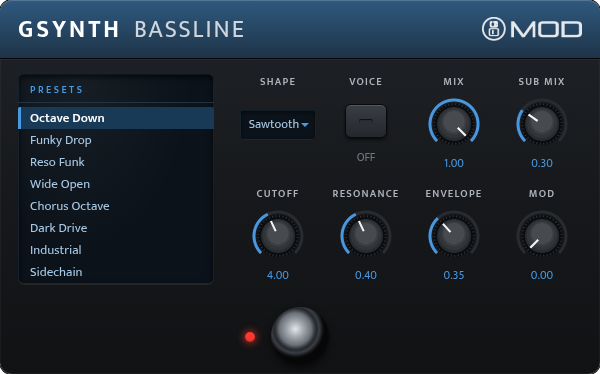 GSYNTH BASSLINE
MOD
PRESETS
Octave Down
Funky Drop
Reso Funk
Wide Open
Chorus Octave
Dark Drive
Industrial
Sidechain
SHAPE VOICE MIX SUB MIX
Sawtooth
OFF 1.00 0.30
CUTOFF RESONANCE ENVELOPE MOD
4.00 0.40 0.35 0.00